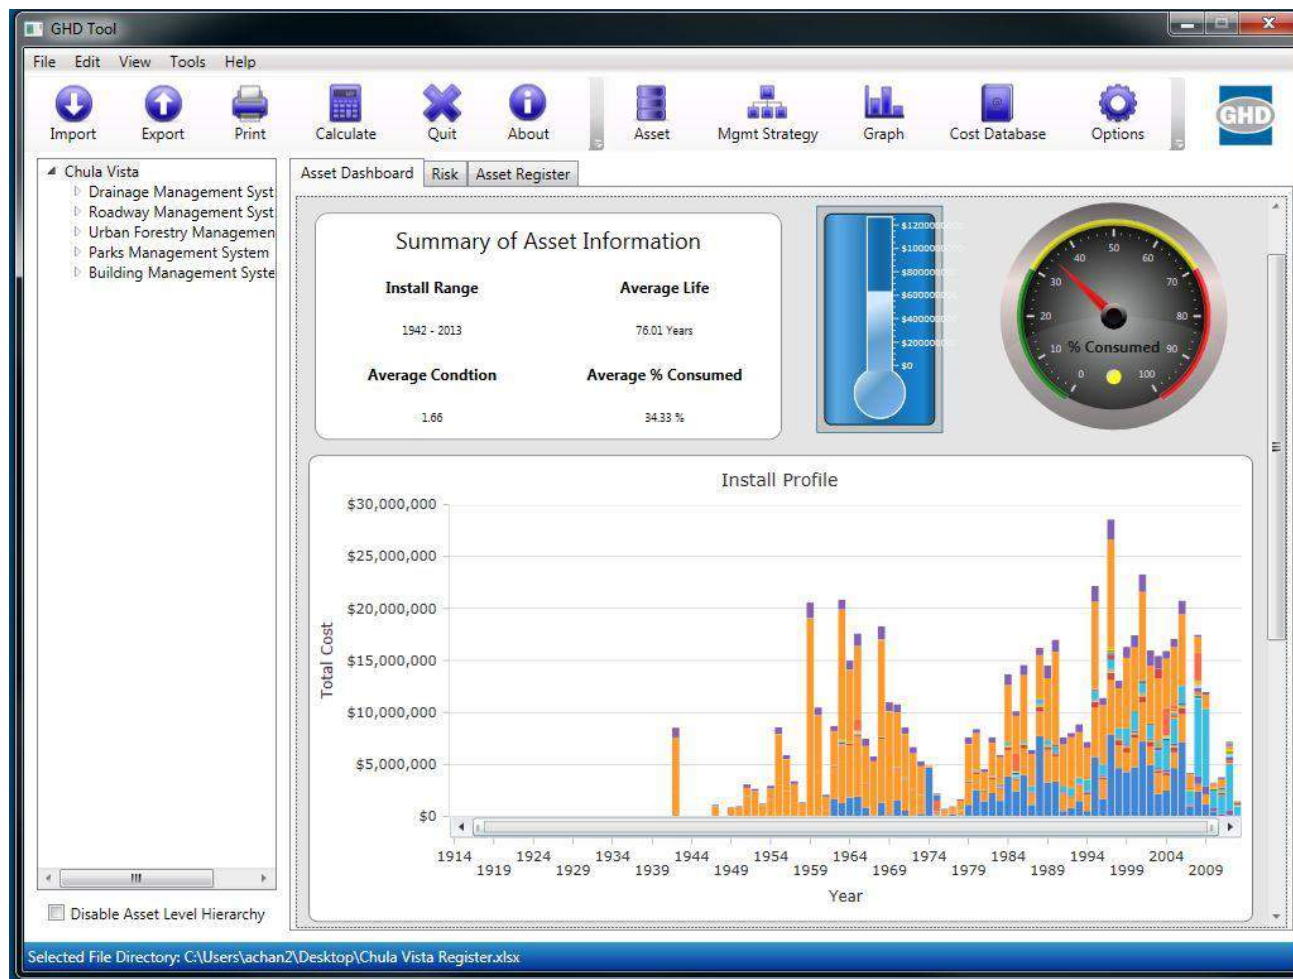 GHD Tool
File Edit View Tools Help
Import Export Print Calculate Quit About Asset Mgmt Strategy Graph Cost Database Options
GHD
Chula Vista
Drainage Management Syst
Roadway Management Syst
Urban Forestry Managemen
Parks Management System
Building Management Syste
Disable Asset Level Hierarchy
Asset Dashboard Risk Asset Register
Summary of Asset Information
Install Range Average Life
1942 - 2013 76.01 Years
Average Condtion Average % Consumed
1.66 34.33 %
$1200000000
$1000000000
$800000000
$600000000
$400000000
$200000000
$0
0 10 20 30 40 50 60 70 80 90 100
% Consumed
Install Profile
Total Cost
$30,000,000
$25,000,000
$20,000,000
$15,000,000
$10,000,000
$5,000,000
$0
1914 1924 1934 1944 1954 1964 1974 1984 1994 2004
1919 1929 1939 1949 1959 1969 1979 1989 1999 2009
Year
Selected File Directory: C:\Users\achan2\Desktop\Chula Vista Register.xlsx